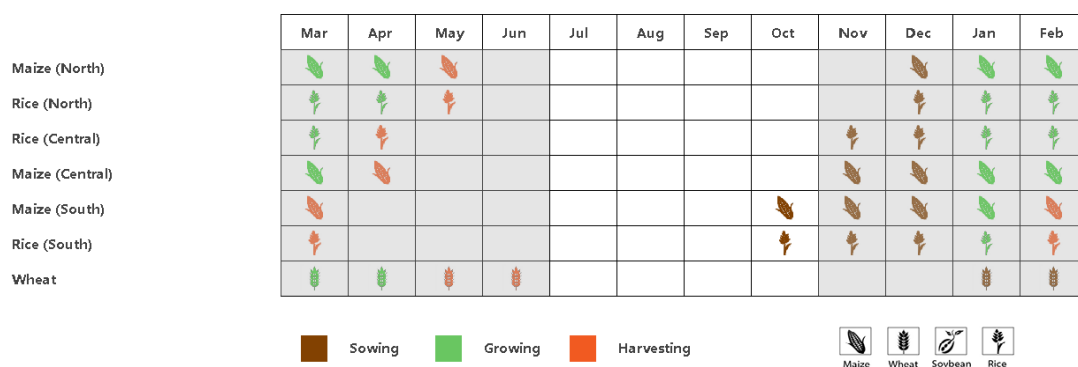 Mar Apr May Jun Jul Aug Sep Oct Nov Dec Jan Feb
Maize (North)
Rice (North)
Rice (Central)
Maize (Central)
Maize (South)
Rice (South)
Wheat
Sowing Growing Harvesting
Maize Wheat Soybean Rice